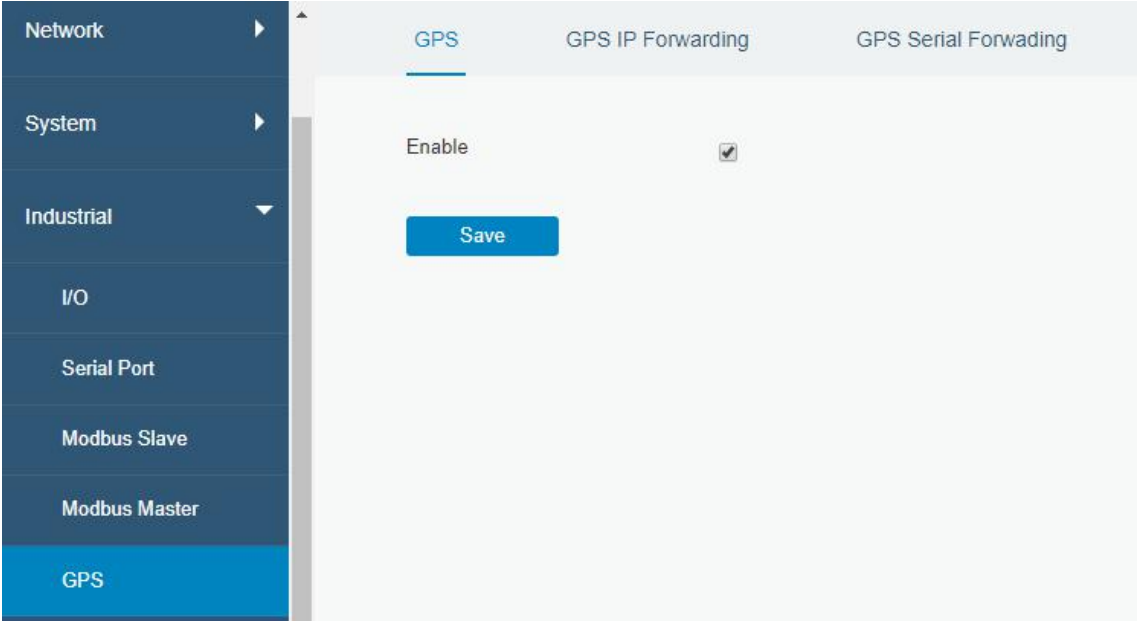 Network
System
Industrial
I/O
Serial Port
Modbus Slave
Modbus Master
GPS
GPS GPS IP Forwarding GPS Serial Forwading
Enable
Save